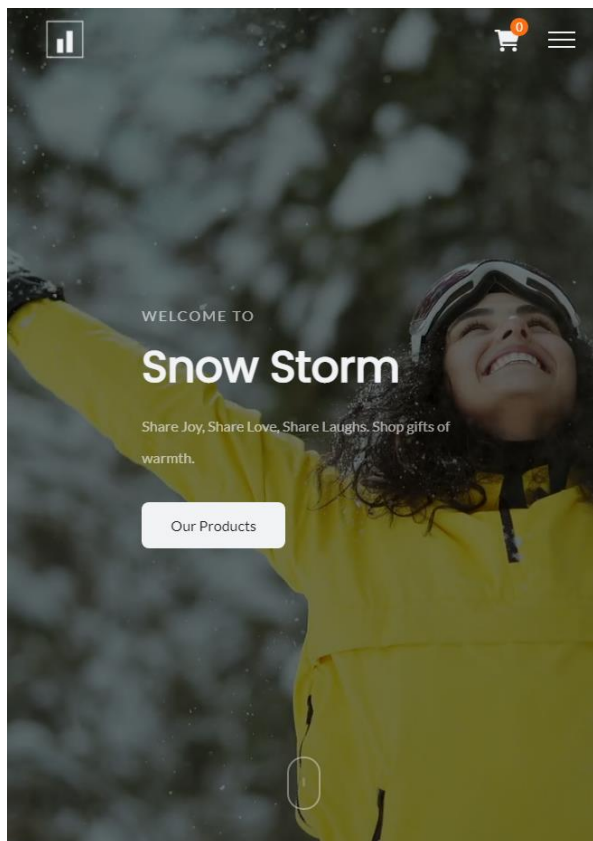 0
WELCOME TO
Snow Storm
Share Joy, Share Love, Share Laughs. Shop gifts of
warmth.
Our Products